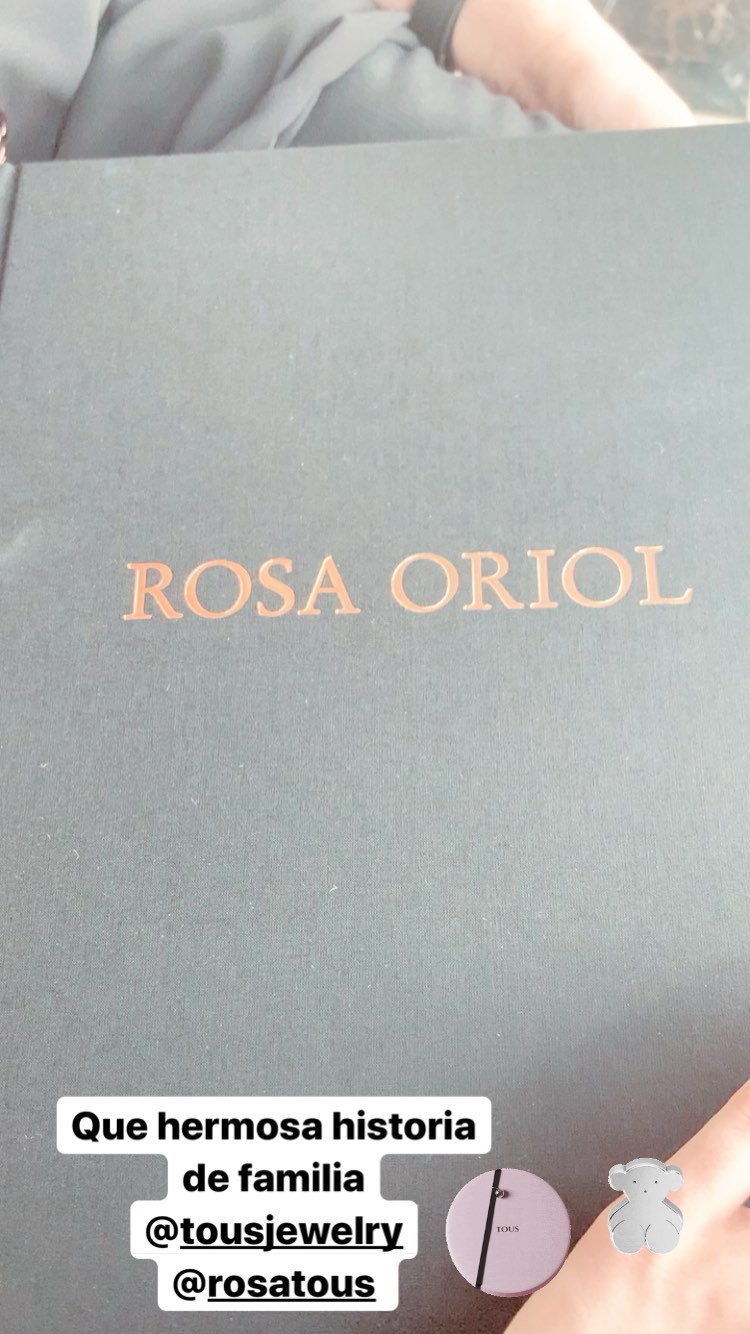 ROSA ORIOL
Que hermosa historia
de familia
@tousjewelry
@rosatous
TOUS